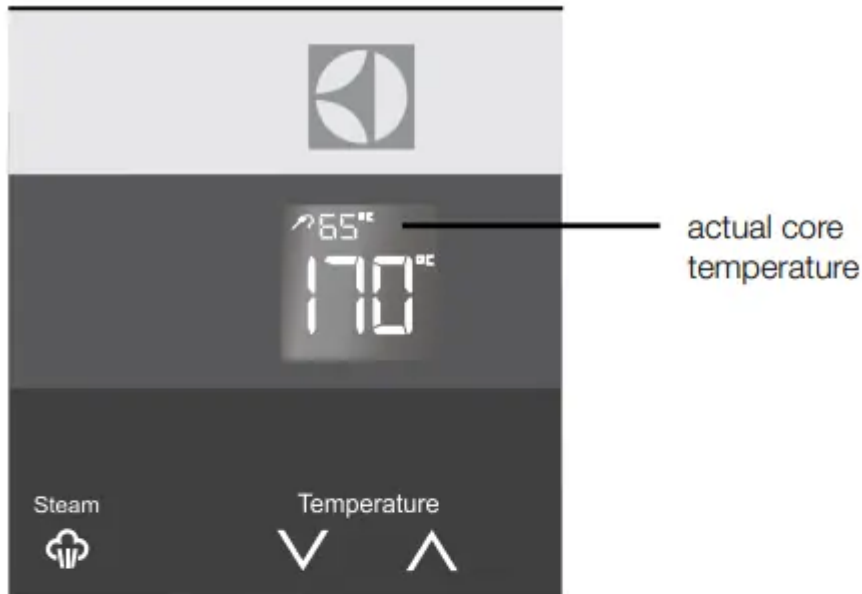 65°C
actual core
temperature
170°C
Steam
Temperature